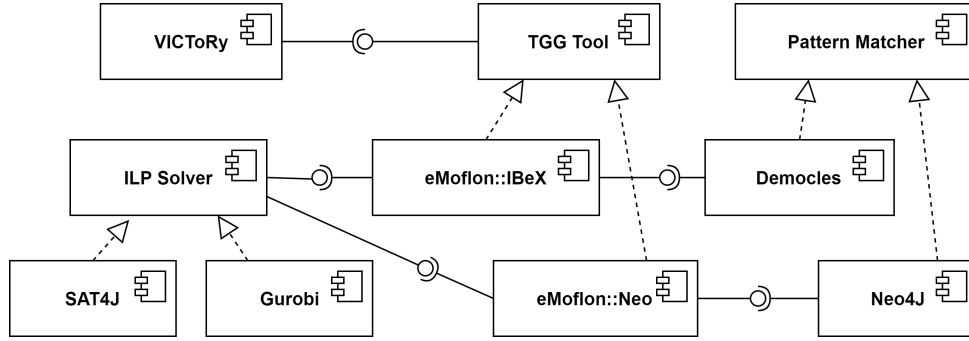 VICToRy
TGG Tool
Pattern Matcher
ILP Solver
eMoflon::IBeX
Democles
SAT4J
Gurobi
eMoflon::Neo
Neo4J